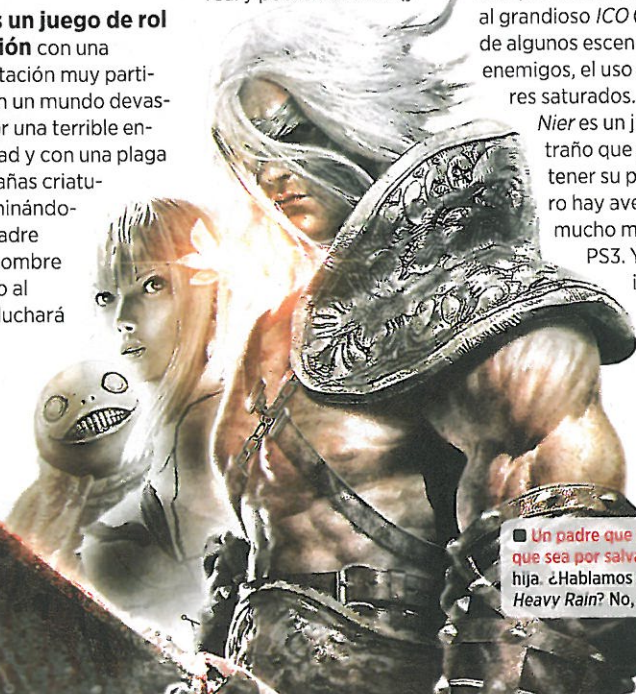 un juego de rol
ión con una
tación muy parti-
n un mundo devas-
r una terrible en-
ad y con una plaga
añas criatu-
minándo-
adre
ombre
o al
luchará
al grandioso ICO
de algunos escen
enemigos, el uso
res saturados.
Nier es un j
traño que
tener su p
ro hay ave
mucho m
PS3. Y
Un padre que
que sea por salva
hija. ¿Hablamos
Heavy Rain? No,